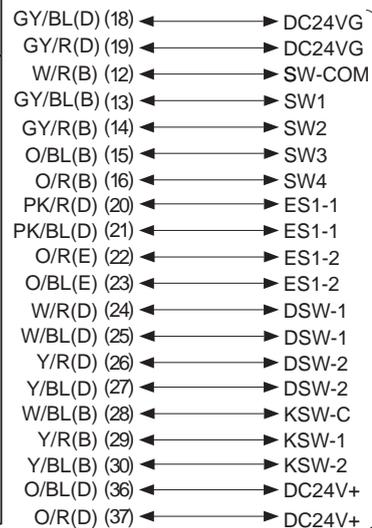 GY/BL(D) (18) DC24VG
GY/R(D) (19) DC24VG
W/R(B) (12) SW-COM
GY/BL(B) (13) SW1
GY/R(B) (14) SW2
O/BL(B) (15) SW3
O/R(B) (16) SW4
PK/R(D) (20) ES1-1
PK/BL(D) (21) ES1-1
O/R(E) (22) ES1-2
O/BL(E) (23) ES1-2
W/R(D) (24) DSW-1
W/BL(D) (25) DSW-1
Y/R(D) (26) DSW-2
Y/BL(D) (27) DSW-2
W/BL(B) (28) KSW-C
Y/R(B) (29) KSW-1
Y/BL(B) (30) KSW-2
O/BL(D) (36) DC24V+
O/R(D) (37) DC24V+